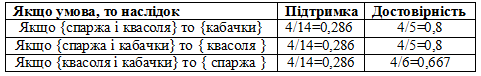 Якщо умова, то наслідок Підтримка Достовірність
Якщо {спаржа і квасоля} то {кабачки} 4/14=0,286 4/5=0,8
Якщо {спаржа і кабачки} то { квасоля } 4/14=0,286 4/5=0,8
Якщо {квасоля і кабачки} то { спаржа } 4/14=0,286 4/6=0,667